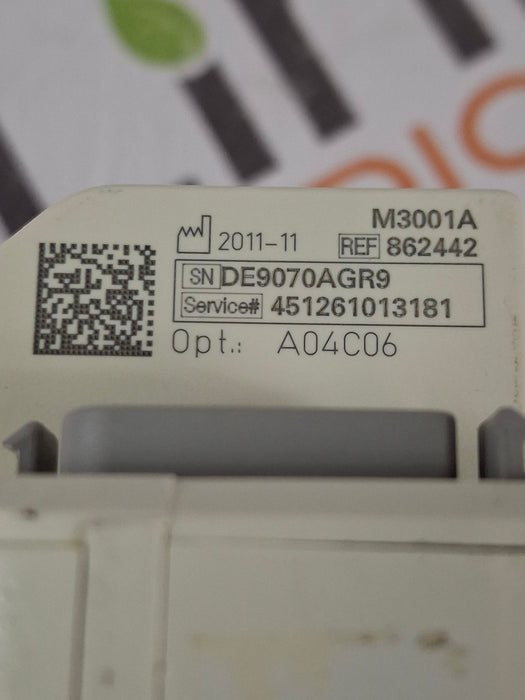 M3001A
2011-11 REF 862442
SN DE9070AGR9
Service# 451261013181
Opt.: A04C06